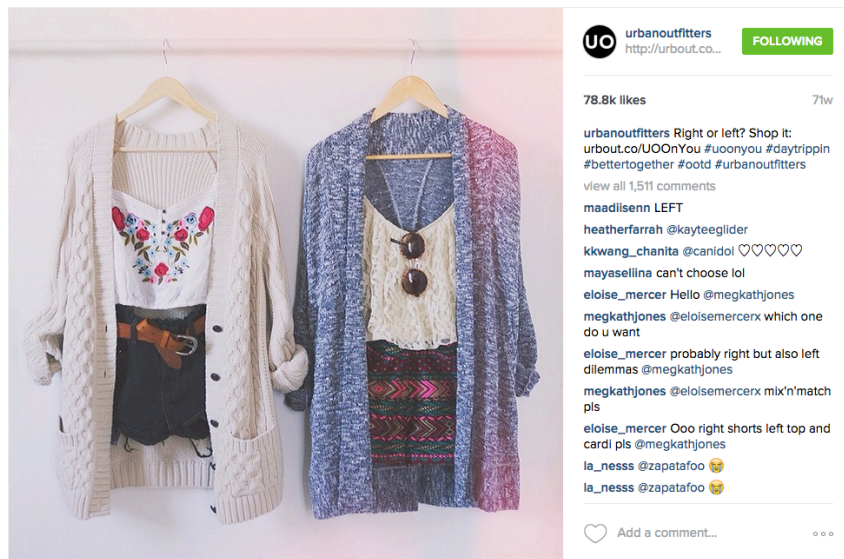 UO
urbanoutfitters
http://urbout.co...
FOLLOWING
78.8k likes
71w
urbanoutfitters Right or left? Shop it:
urbout.co/UOOnYou #uoonyou #daytrippin
#bettertogether #ootd #urbanoutfitters
view all 1,511 comments
maadiisenn LEFT
heatherfarrah @kayteeglider
kkwang_chanita @canidol ♡♡♡♡♡
mayaseliina can't choose lol
eloise_mercer Hello @megkathjones
megkathjones @eloisemercerx which one
do u want
eloise_mercer probably right but also left
dilemmas @megkathjones
megkathjones @eloisemercerx mix'n'match
pls
eloise_mercer Ooo right shorts left top and
cardi pls @megkathjones
la_nesss @zapatafoo 😭
la_nesss @zapatafoo 😭
Add a comment...